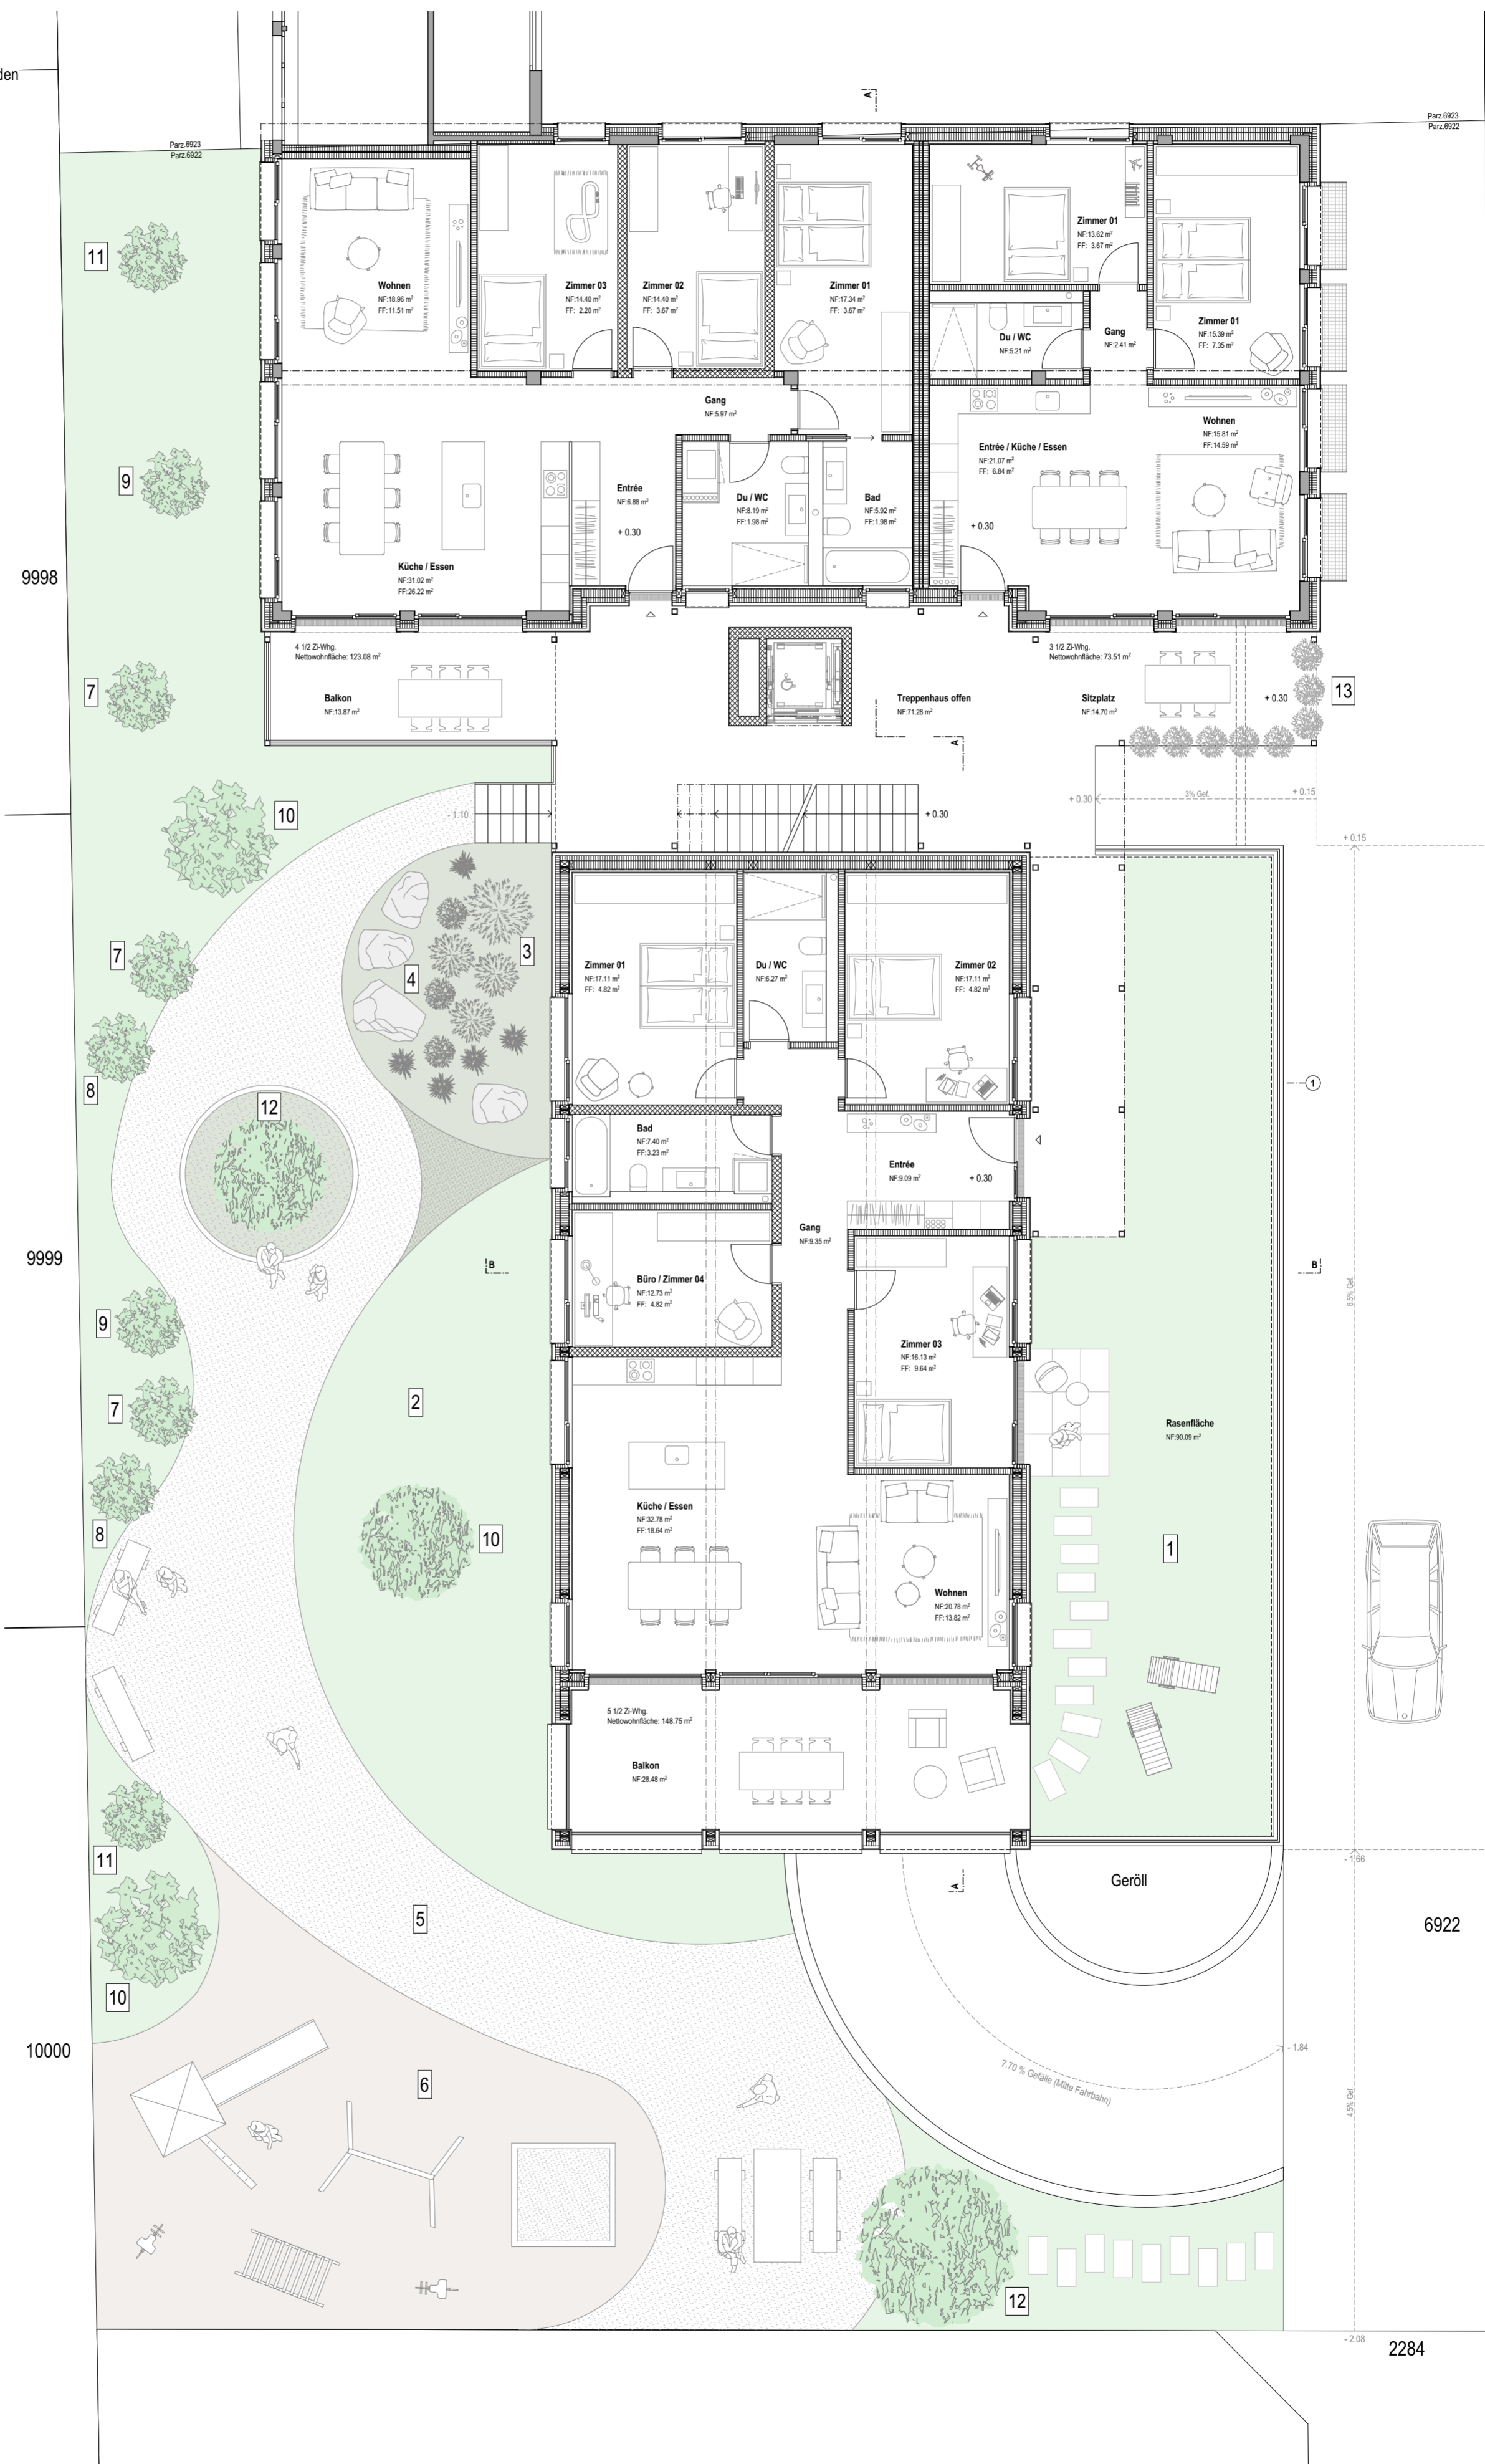 den
Parz.6923
Parz.6922
Parz.6923
Parz.6922
A
11
Wohnen
NF:18.96 m²
FF:11.51 m²
Zimmer 03
NF:14.40 m²
FF: 2.20 m²
Zimmer 02
NF:14.40 m²
FF: 3.67 m²
Zimmer 01
NF:17.34 m²
FF: 3.67 m²
Zimmer 01
NF:13.62 m²
FF: 3.67 m²
Zimmer 01
NF:15.39 m²
FF: 7.35 m²
Du / WC
NF:5.21 m²
Gang
NF:2.41 m²
Gang
NF:5.97 m²
Wohnen
NF:15.81 m²
FF:14.59 m²
Entrée / Küche / Essen
NF:21.07 m²
FF: 6.84 m²
9
Entrée
NF:6.88 m²
+ 0.30
Du / WC
NF:8.19 m²
FF:1.98 m²
Bad
NF:5.92 m²
FF:1.98 m²
+ 0.30
Küche / Essen
NF:31.02 m²
FF:26.22 m²
9998
4 1/2 Zi-Whg.
Nettowohnfläche: 123.08 m²
3 1/2 Zi-Whg.
Nettowohnfläche: 73.51 m²
7
Balkon
NF:13.87 m²
Treppenhaus offen
NF:71.28 m²
Sitzplatz
NF:14.70 m²
+ 0.30
13
A
10
- 1.10
+ 0.30
+ 0.30
3% Gef.
+ 0.15
+ 0.15
7
3
4
Zimmer 01
NF:17.11 m²
FF: 4.82 m²
Du / WC
NF:6.27 m²
Zimmer 02
NF:17.11 m²
FF: 4.82 m²
8
1
12
Bad
NF:7.40 m²
FF:3.23 m²
Entrée
NF:9.09 m²
+ 0.30
Gang
NF:9.35 m²
9999
B
B
Büro / Zimmer 04
NF:12.73 m²
FF: 4.82 m²
8.5% Gef.
9
Zimmer 03
NF:16.13 m²
FF: 9.64 m²
7
2
Rasenfläche
NF:90.09 m²
8
Küche / Essen
NF:32.78 m²
FF:18.64 m²
10
1
Wohnen
NF:20.78 m²
FF:13.82 m²
5 1/2 Zi-Whg.
Nettowohnfläche: 148.75 m²
Balkon
NF:28.48 m²
11
- 1.66
Geröll
A
5
6922
10
10000
- 1.84
7.70 % Gefälle (Mitte Fahrbahn)
6
4.5% Gef.
12
- 2.08
2284